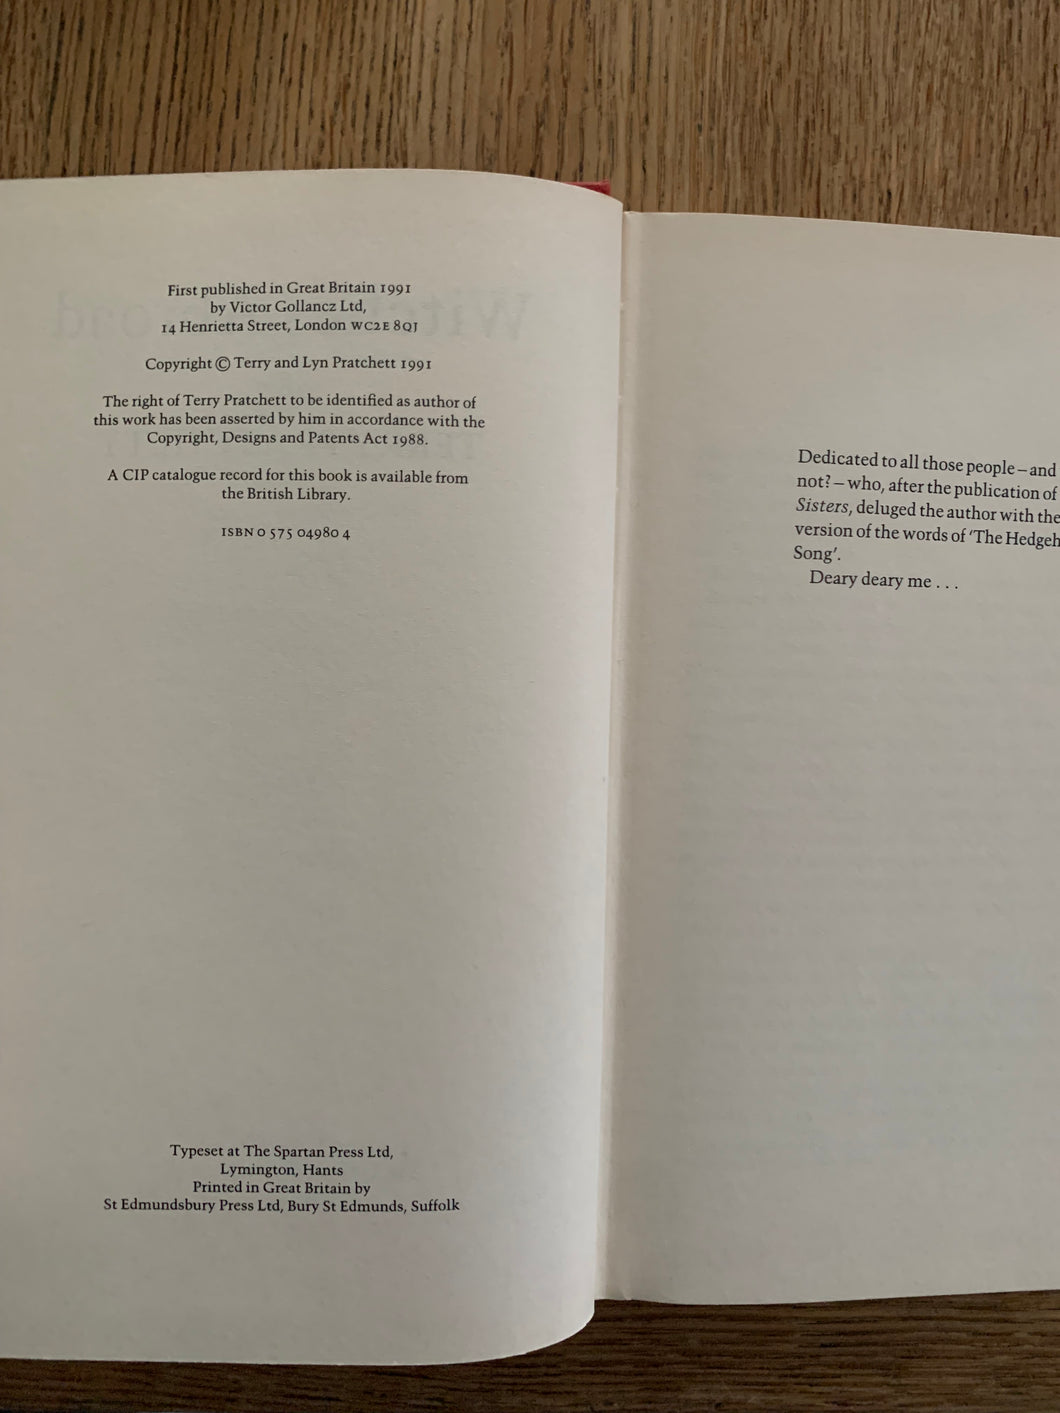 First published in Great Britain 1991
by Victor Gollancz Ltd,
14 Henrietta Street, London WC2E 8QJ
Copyright © Terry and Lyn Pratchett 1991
The right of Terry Pratchett to be identified as author of
this work has been asserted by him in accordance with the
Copyright, Designs and Patents Act 1988.
A CIP catalogue record for this book is available from
the British Library.
ISBN 0 575 04980 4
Typeset at The Spartan Press Ltd,
Lymington, Hants
Printed in Great Britain by
St Edmundsbury Press Ltd, Bury St Edmunds, Suffolk
Dedicated to all those people – and
not? – who, after the publication of
Sisters, deluged the author with the
version of the words of ‘The Hedgeh
Song’.
Deary deary me . . .